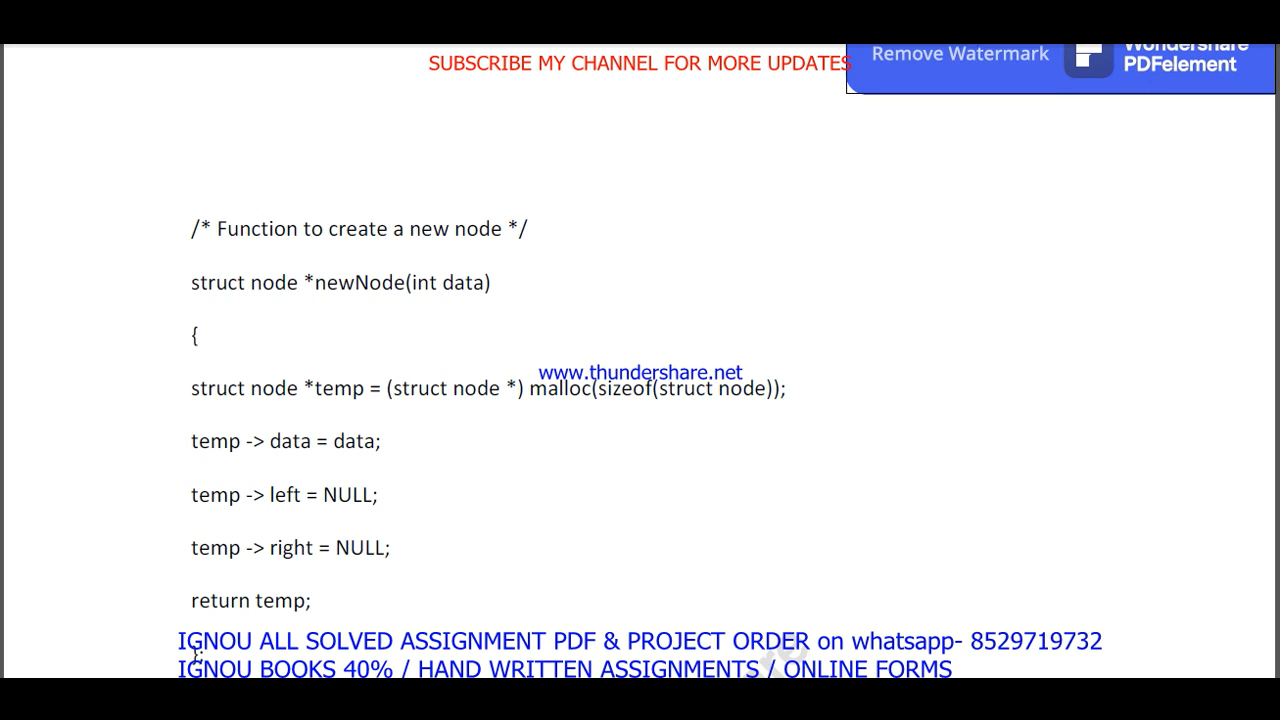 SUBSCRIBE MY CHANNEL FOR MORE UPDATES
Remove Watermark
Wondershare
PDFelement
/* Function to create a new node */
struct node *newNode(int data)
{
www.thundershare.net
struct node *temp = (struct node *) malloc(sizeof(struct node));
temp -> data = data;
temp -> left = NULL;
temp -> right = NULL;
return temp;
IGNOU ALL SOLVED ASSIGNMENT PDF & PROJECT ORDER on whatsapp- 8529719732
};
IGNOU BOOKS 40% / HAND WRITTEN ASSIGNMENTS / ONLINE FORMS